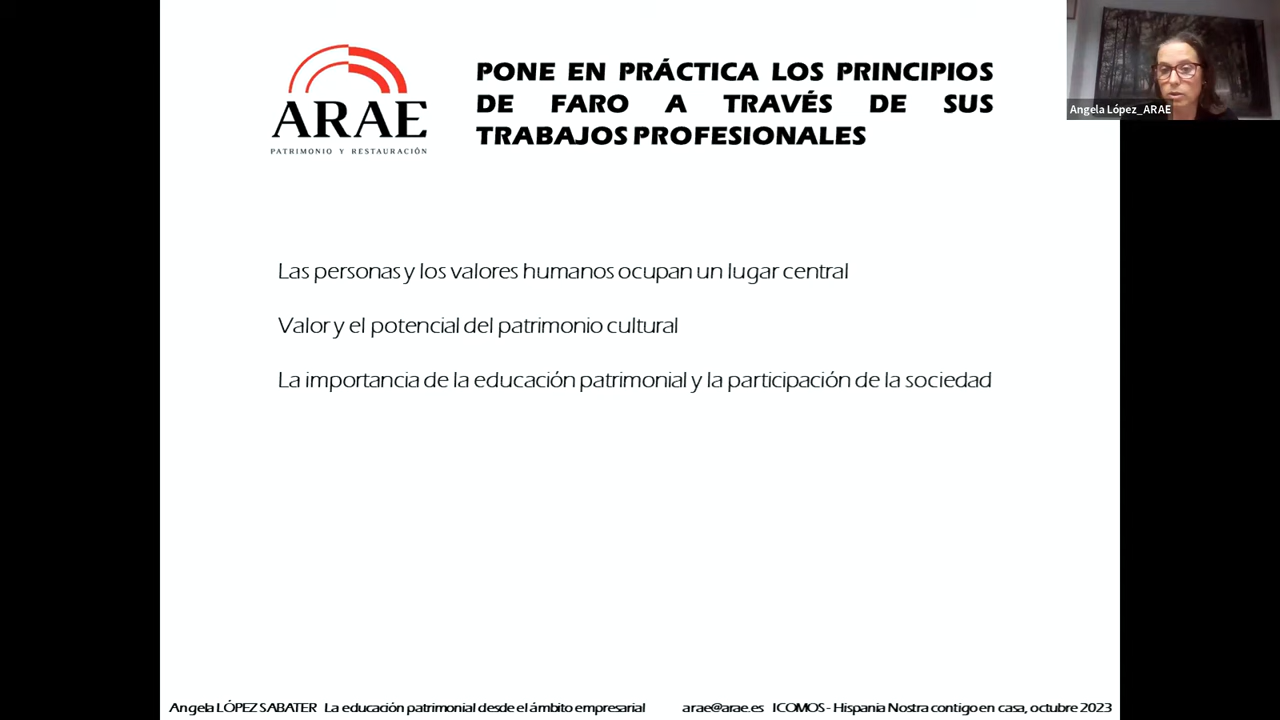 ARAE
PATRIMONIO Y RESTAURACIÓN
PONE EN PRÁCTICA LOS PRINCIPIOS
DE FARO A TRAVÉS DE SUS
TRABAJOS PROFESIONALES
Angela López_ARAE
Las personas y los valores humanos ocupan un lugar central
Valor y el potencial del patrimonio cultural
La importancia de la educación patrimonial y la participación de la sociedad
Angela LÓPEZ SABATER La educación patrimonial desde el ámbito empresarial arae@arae.es ICOMOS - Hispania Nostra contigo en casa, octubre 2023